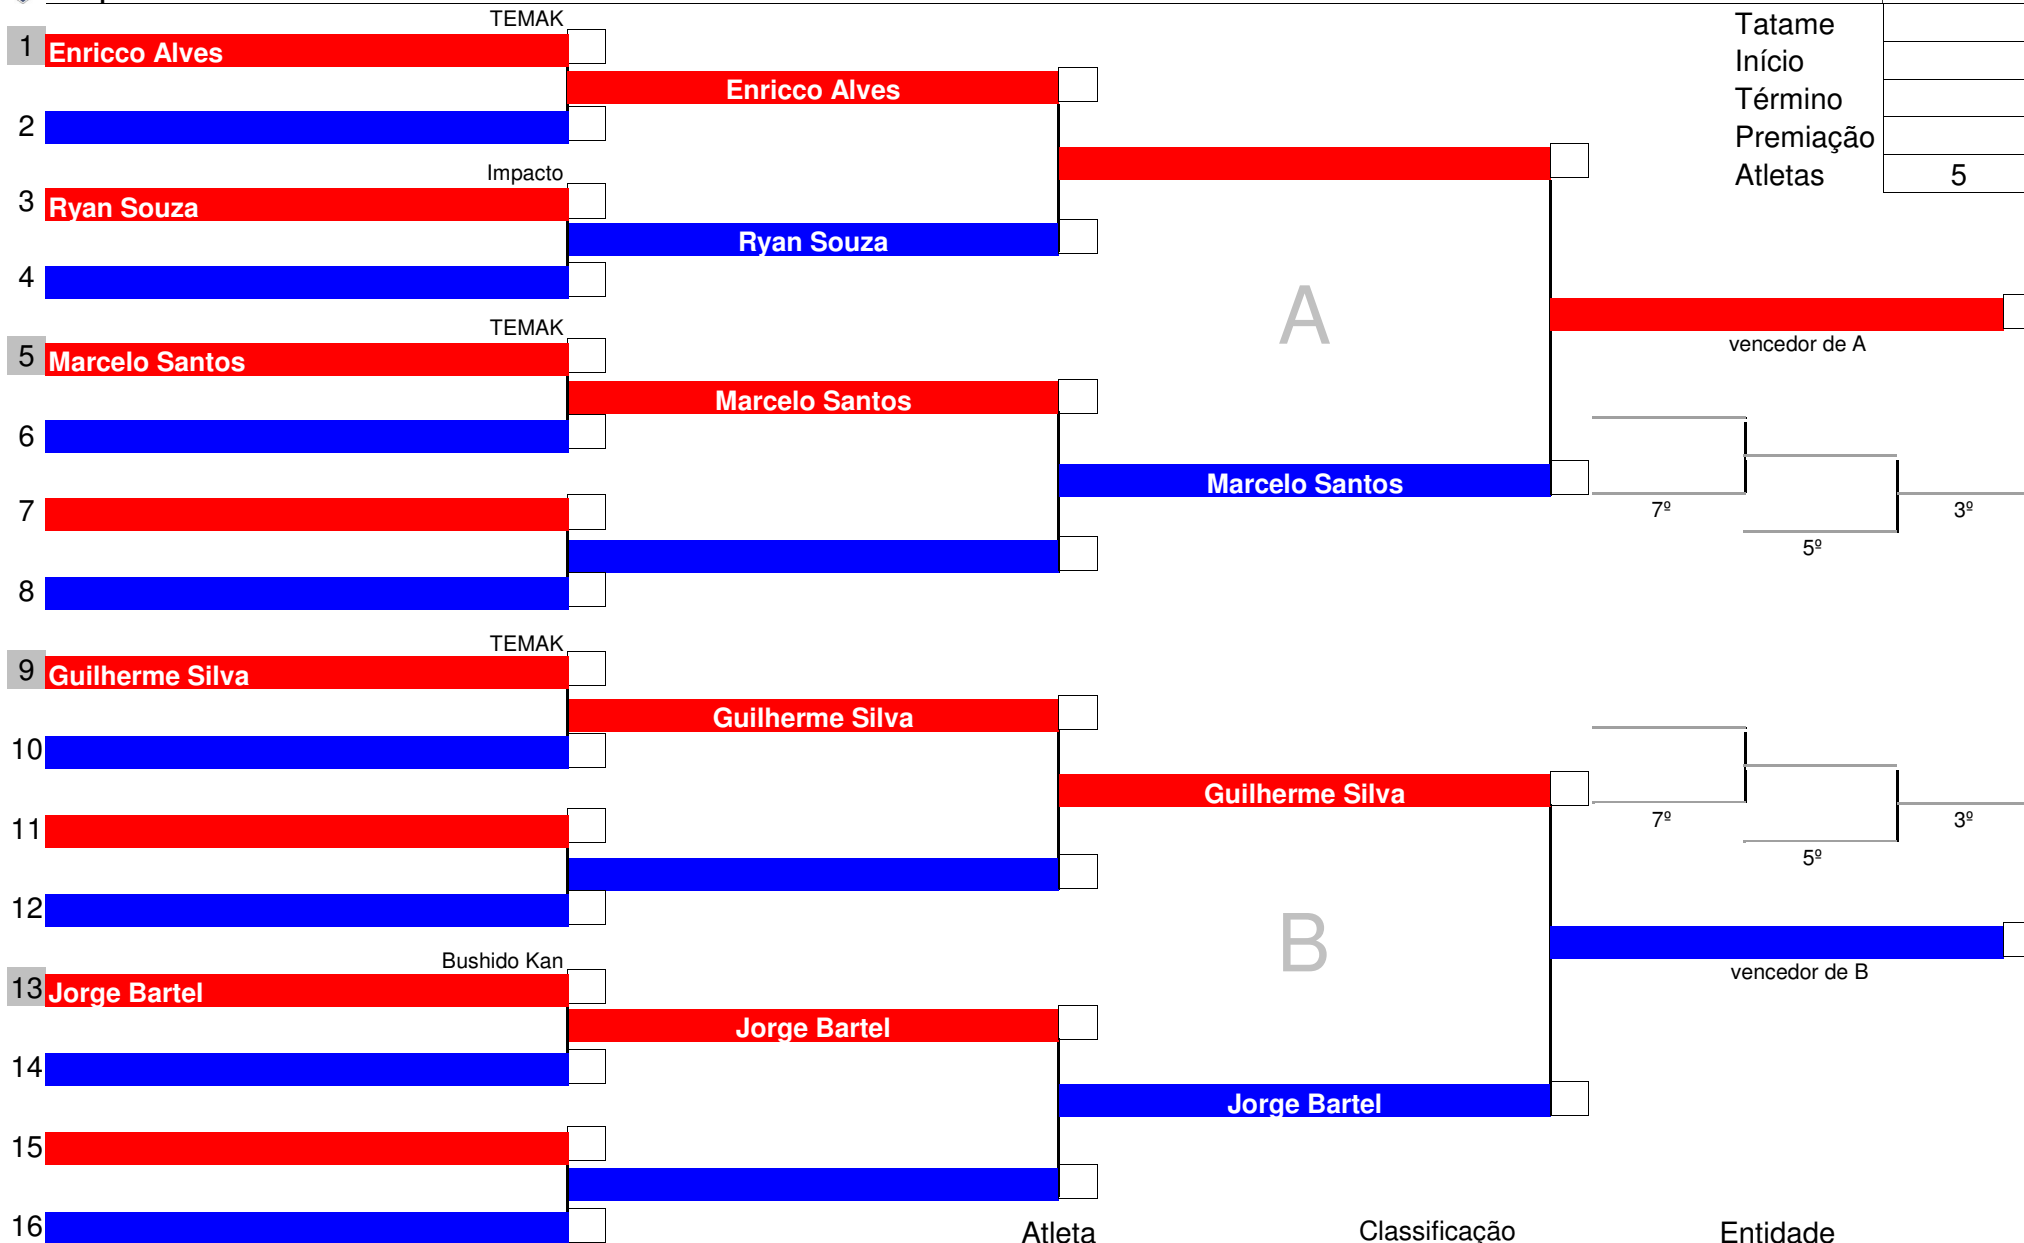 TEMAK
1 Enricco Alves
Enricco Alves
2
Impacto
3 Ryan Souza
Ryan Souza
4
TEMAK
5 Marcelo Santos
Marcelo Santos
6
Marcelo Santos
7
8
TEMAK
9 Guilherme Silva
Guilherme Silva
10
Guilherme Silva
11
12
Bushido Kan
13 Jorge Bartel
Jorge Bartel
14
Jorge Bartel
15
16
A
B
Tatame
Início
Término
Premiação
Atletas 5
vencedor de A
7º
5º
3º
7º
5º
3º
vencedor de B
Atleta Classificação Entidade